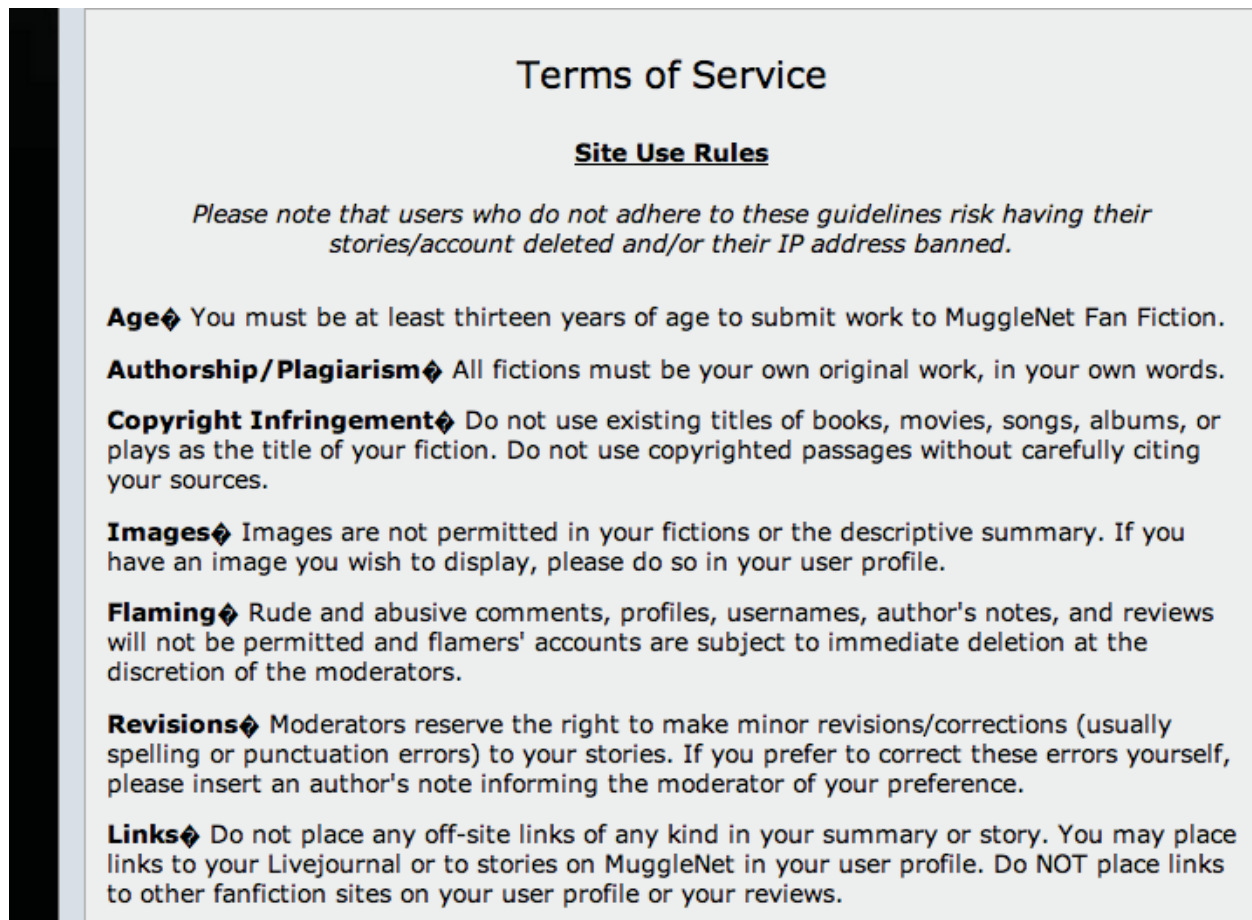 Terms of Service
Site Use Rules
Please note that users who do not adhere to these guidelines risk having their
stories/account deleted and/or their IP address banned.
Age� You must be at least thirteen years of age to submit work to MuggleNet Fan Fiction.
Authorship/Plagiarism� All fictions must be your own original work, in your own words.
Copyright Infringement� Do not use existing titles of books, movies, songs, albums, or
plays as the title of your fiction. Do not use copyrighted passages without carefully citing
your sources.
Images� Images are not permitted in your fictions or the descriptive summary. If you
have an image you wish to display, please do so in your user profile.
Flaming� Rude and abusive comments, profiles, usernames, author's notes, and reviews
will not be permitted and flamers' accounts are subject to immediate deletion at the
discretion of the moderators.
Revisions� Moderators reserve the right to make minor revisions/corrections (usually
spelling or punctuation errors) to your stories. If you prefer to correct these errors yourself,
please insert an author's note informing the moderator of your preference.
Links� Do not place any off-site links of any kind in your summary or story. You may place
links to your Livejournal or to stories on MuggleNet in your user profile. Do NOT place links
to other fanfiction sites on your user profile or your reviews.